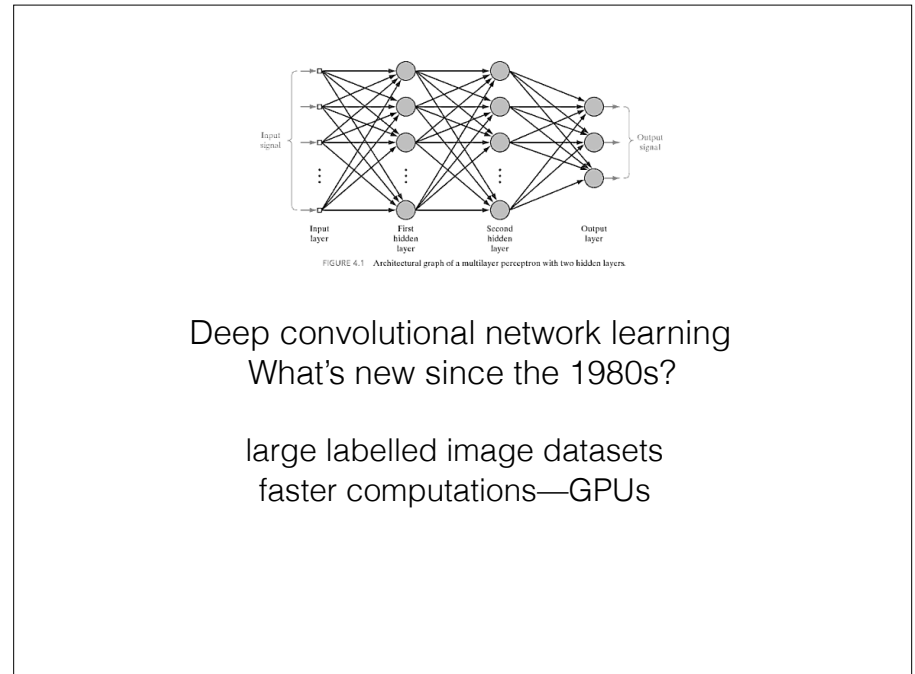 Input
signal
Output
signal
Input
layer
First
hidden
layer
Second
hidden
layer
Output
layer
FIGURE 4.1 Architectural graph of a multilayer perceptron with two hidden layers.
Deep convolutional network learning
What's new since the 1980s?
large labelled image datasets
faster computations—GPUs